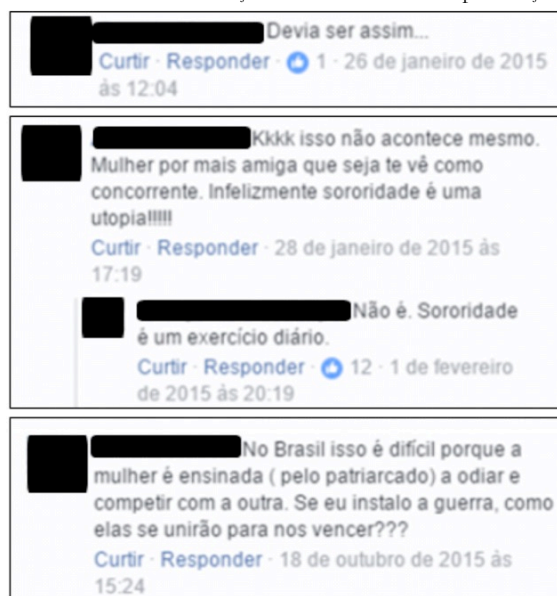 Devia ser assim...
Curtir · Responder · 1 · 26 de janeiro de 2015
às 12:04
Kkkk isso não acontece mesmo.
Mulher por mais amiga que seja te vê como
concorrente. Infelizmente sororidade é uma
utopia!!!!!
Curtir · Responder · 28 de janeiro de 2015 às
17:19
Não é. Sororidade
é um exercício diário.
Curtir · Responder · 12 · 1 de fevereiro
de 2015 às 20:19
No Brasil isso é difícil porque a
mulher é ensinada ( pelo patriarcado) a odiar e
competir com a outra. Se eu instalo a guerra, como
elas se unirão para nos vencer???
Curtir · Responder · 18 de outubro de 2015 às
15:24